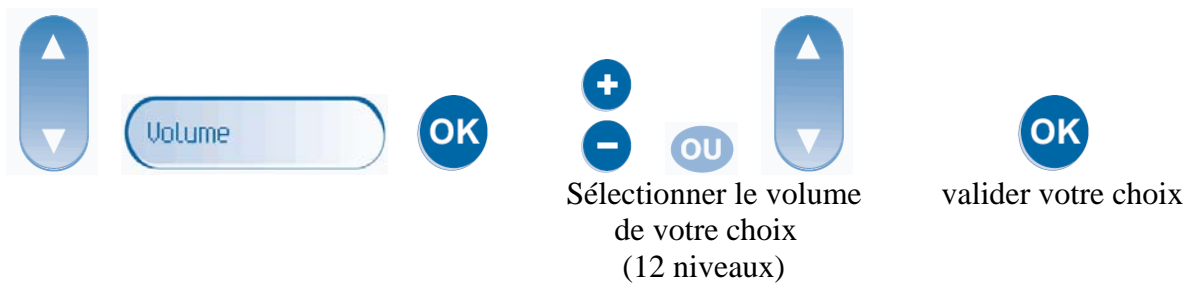 Volume
OK
+
-
OU
OK
Sélectionner le volume
de votre choix
(12 niveaux)
valider votre choix